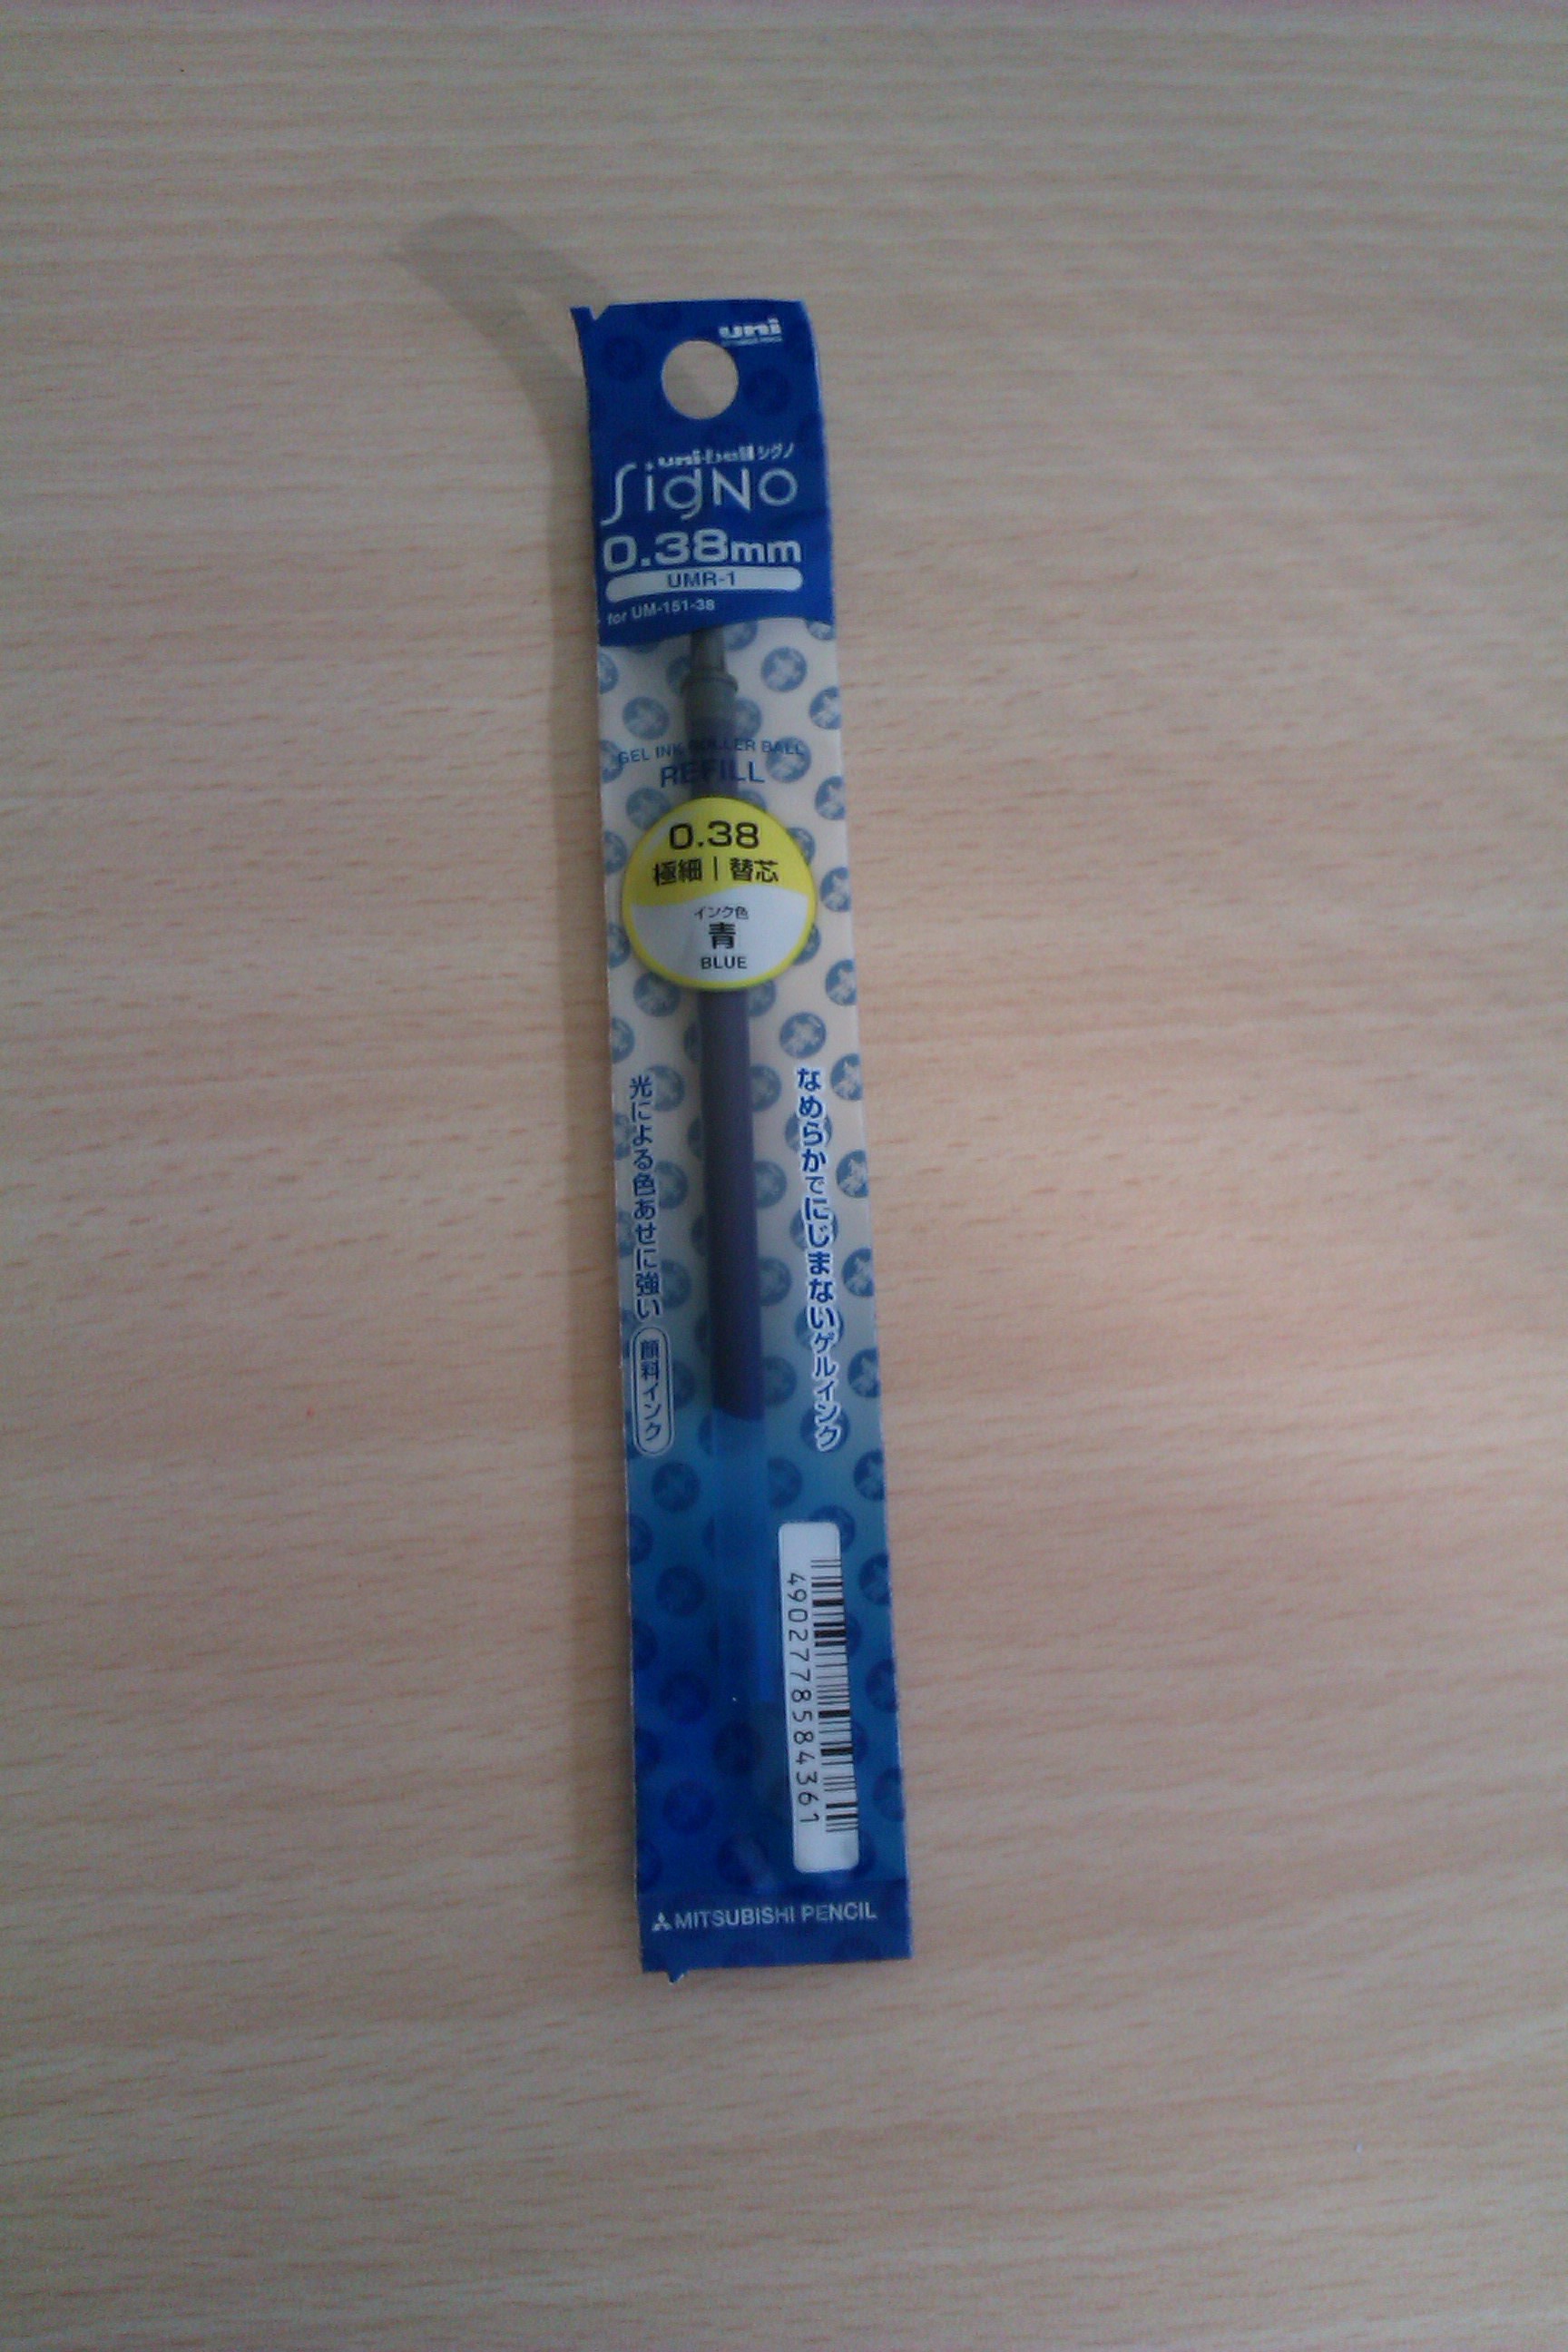 uni
uni-ball シグノ
SigNo
0.38mm
UMR-1
for UM-151-38
GEL INK ROLLER BALL
REFILL
0.38
極細|替芯
インク色
青
BLUE
なめらかでにじまないゲルインク
光による色あせに強い 顔料インク
4902778584361
MITSUBISHI PENCIL